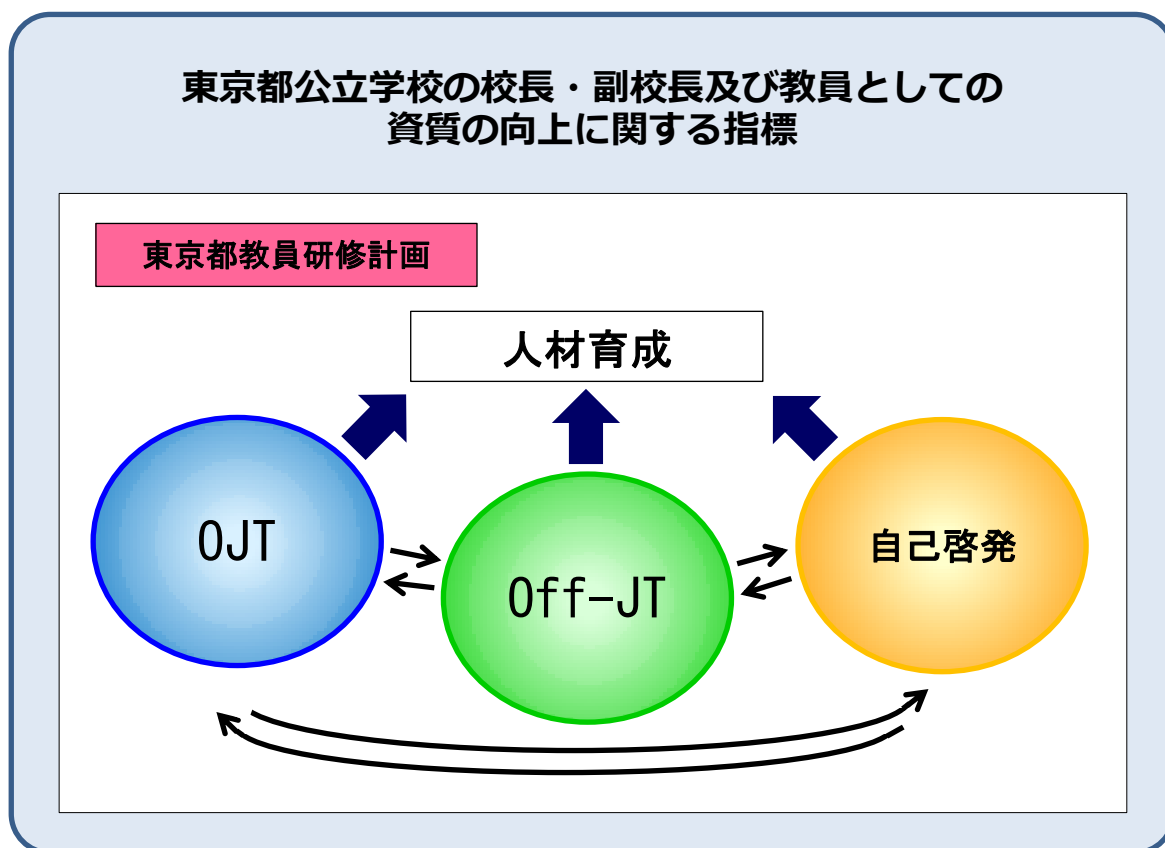 東京都公立学校の校長・副校長及び教員としての
資質の向上に関する指標
東京都教員研修計画
人材育成
OJT
Off-JT
自己啓発